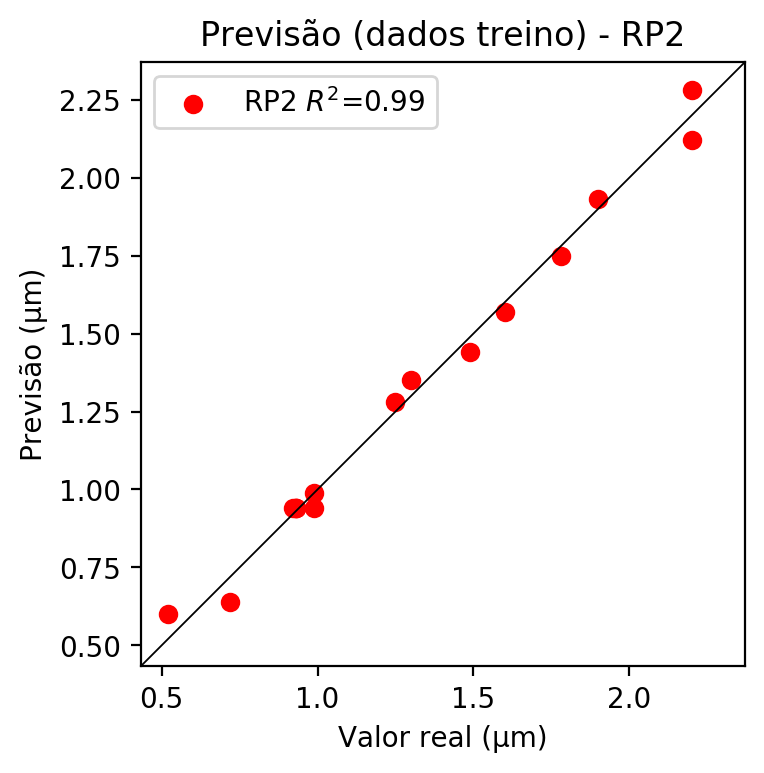 Previsão (dados treino) - RP2
RP2 R²=0.99
Previsão (µm)
2.25
2.00
1.75
1.50
1.25
1.00
0.75
0.50
0.5 1.0 1.5 2.0
Valor real (µm)